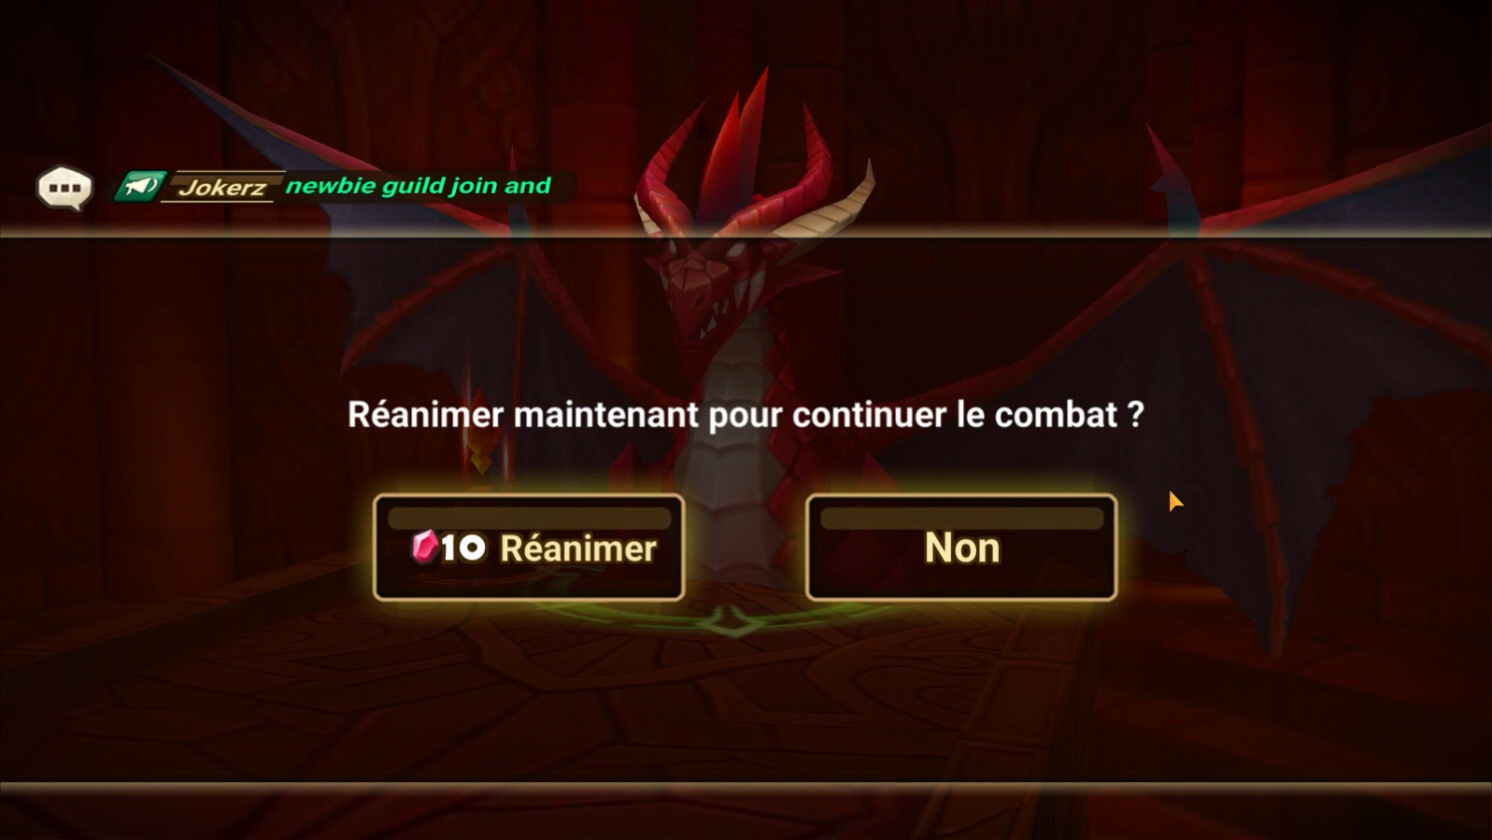 Jokerz newbie guild join and
Réanimer maintenant pour continuer le combat ?
10 Réanimer
Non